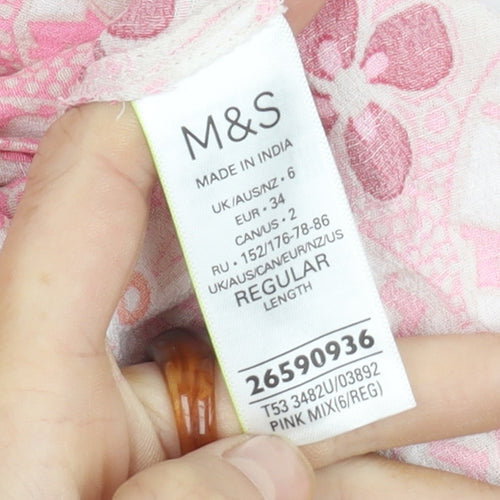 M&S
MADE IN INDIA
UK/AUS/NZ • 6
EUR • 34
CAN/US • 2
RU • 152/176-78-86
UK/AUS/CAN/EUR/NZ/US
REGULAR
LENGTH
26590936
T53 3482U/03892
PINK MIX(6/REG)